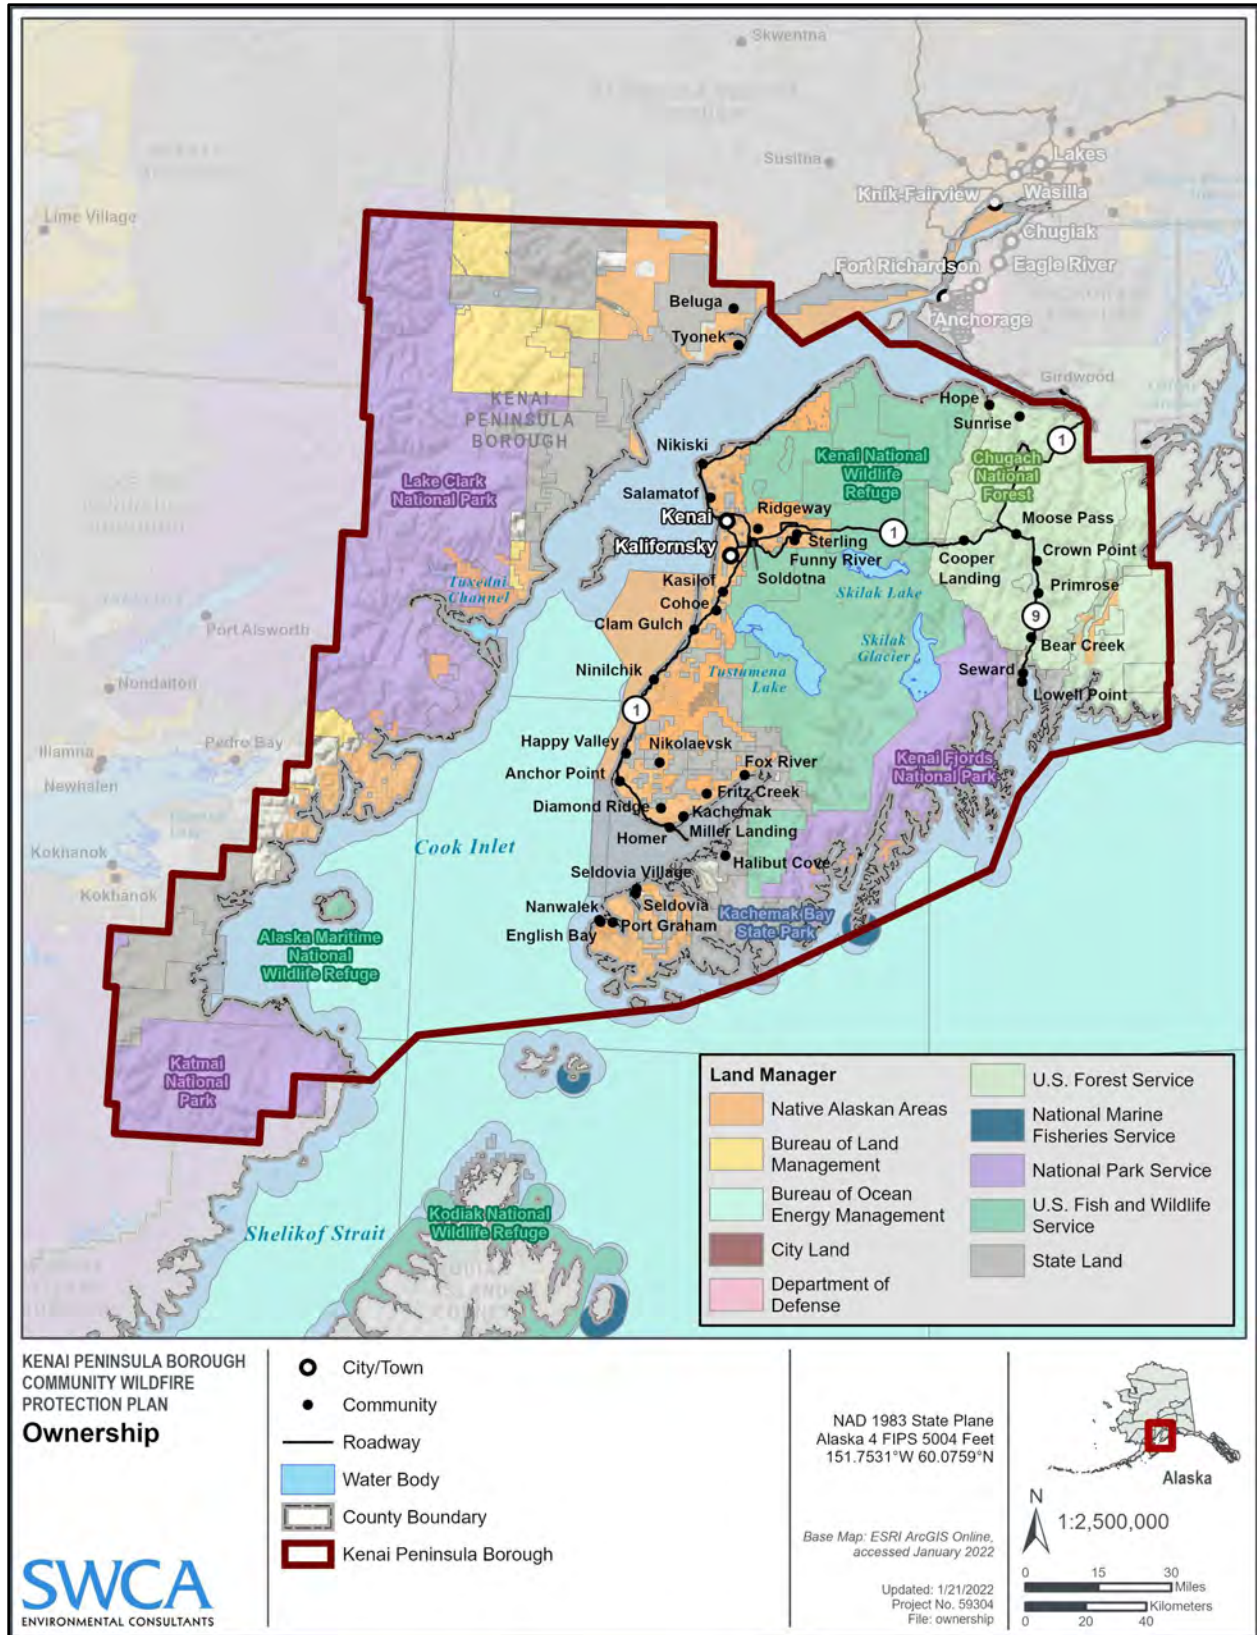 Skwentna
Susitna
Lakes
Knik-Fairview
Wasilla
Lime Village
Chugiak
Fort Richardson
Eagle River
Beluga
Anchorage
Tyonek
Girdwood
KENAI
PENINSULA
BOROUGH
Hope
Sunrise
1
Nikiski
Kenai National
Wildlife
Refuge
Chugach
National
Forest
Lake Clark
National Park
Salamatof
Ridgeway
Kenai
Moose Pass
1
Sterling
Kalifornsky
Funny River
Cooper
Landing
Crown Point
Soldotna
Kasilof
Primrose
Tuxedni
Channel
Skilak Lake
Cohoe
9
Port Alsworth
Clam Gulch
Skilak
Glacier
Bear Creek
Ninilchik
Tustumena
Lake
Seward
Nondalton
Lowell Point
1
Happy Valley
Nikolaevsk
Iliamna
Pedro Bay
Fox River
Kenai Fjords
National Park
Newhalen
Anchor Point
Fritz Creek
Diamond Ridge
Kachemak
Homer
Miller Landing
Cook Inlet
Kokhanok
Halibut Cove
Seldovia Village
Kokhanok
Nanwalek
Seldovia
Kachemak Bay
State Park
Port Graham
English Bay
Alaska Maritime
National
Wildlife Refuge
Katmai
National
Park
Kodiak National
Wildlife Refuge
Shelikof Strait
Land Manager
Native Alaskan Areas
Bureau of Land
Management
Bureau of Ocean
Energy Management
City Land
Department of
Defense
U.S. Forest Service
National Marine
Fisheries Service
National Park Service
U.S. Fish and Wildlife
Service
State Land
KENAI PENINSULA BOROUGH
COMMUNITY WILDFIRE
PROTECTION PLAN
Ownership
SWCA
ENVIRONMENTAL CONSULTANTS
City/Town
Community
Roadway
Water Body
County Boundary
Kenai Peninsula Borough
NAD 1983 State Plane
Alaska 4 FIPS 5004 Feet
151.7531°W 60.0759°N
Base Map: ESRI ArcGIS Online,
accessed January 2022
Updated: 1/21/2022
Project No. 59304
File: ownership
Alaska
N
1:2,500,000
0 15 30
Miles
Kilometers
0 20 40